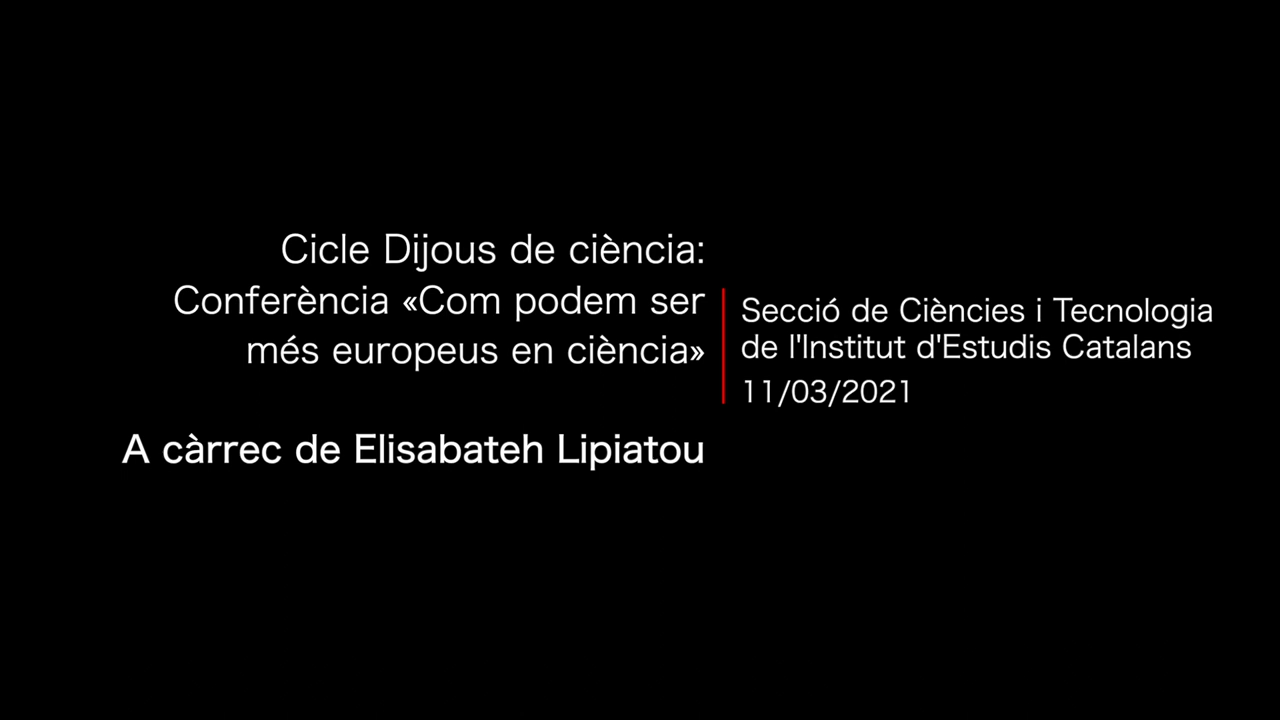 Cicle Dijous de ciència:
Conferència «Com podem ser
més europeus en ciència»
A càrrec de Elisabateh Lipiatou
Secció de Ciències i Tecnologia
de l'Institut d'Estudis Catalans
11/03/2021